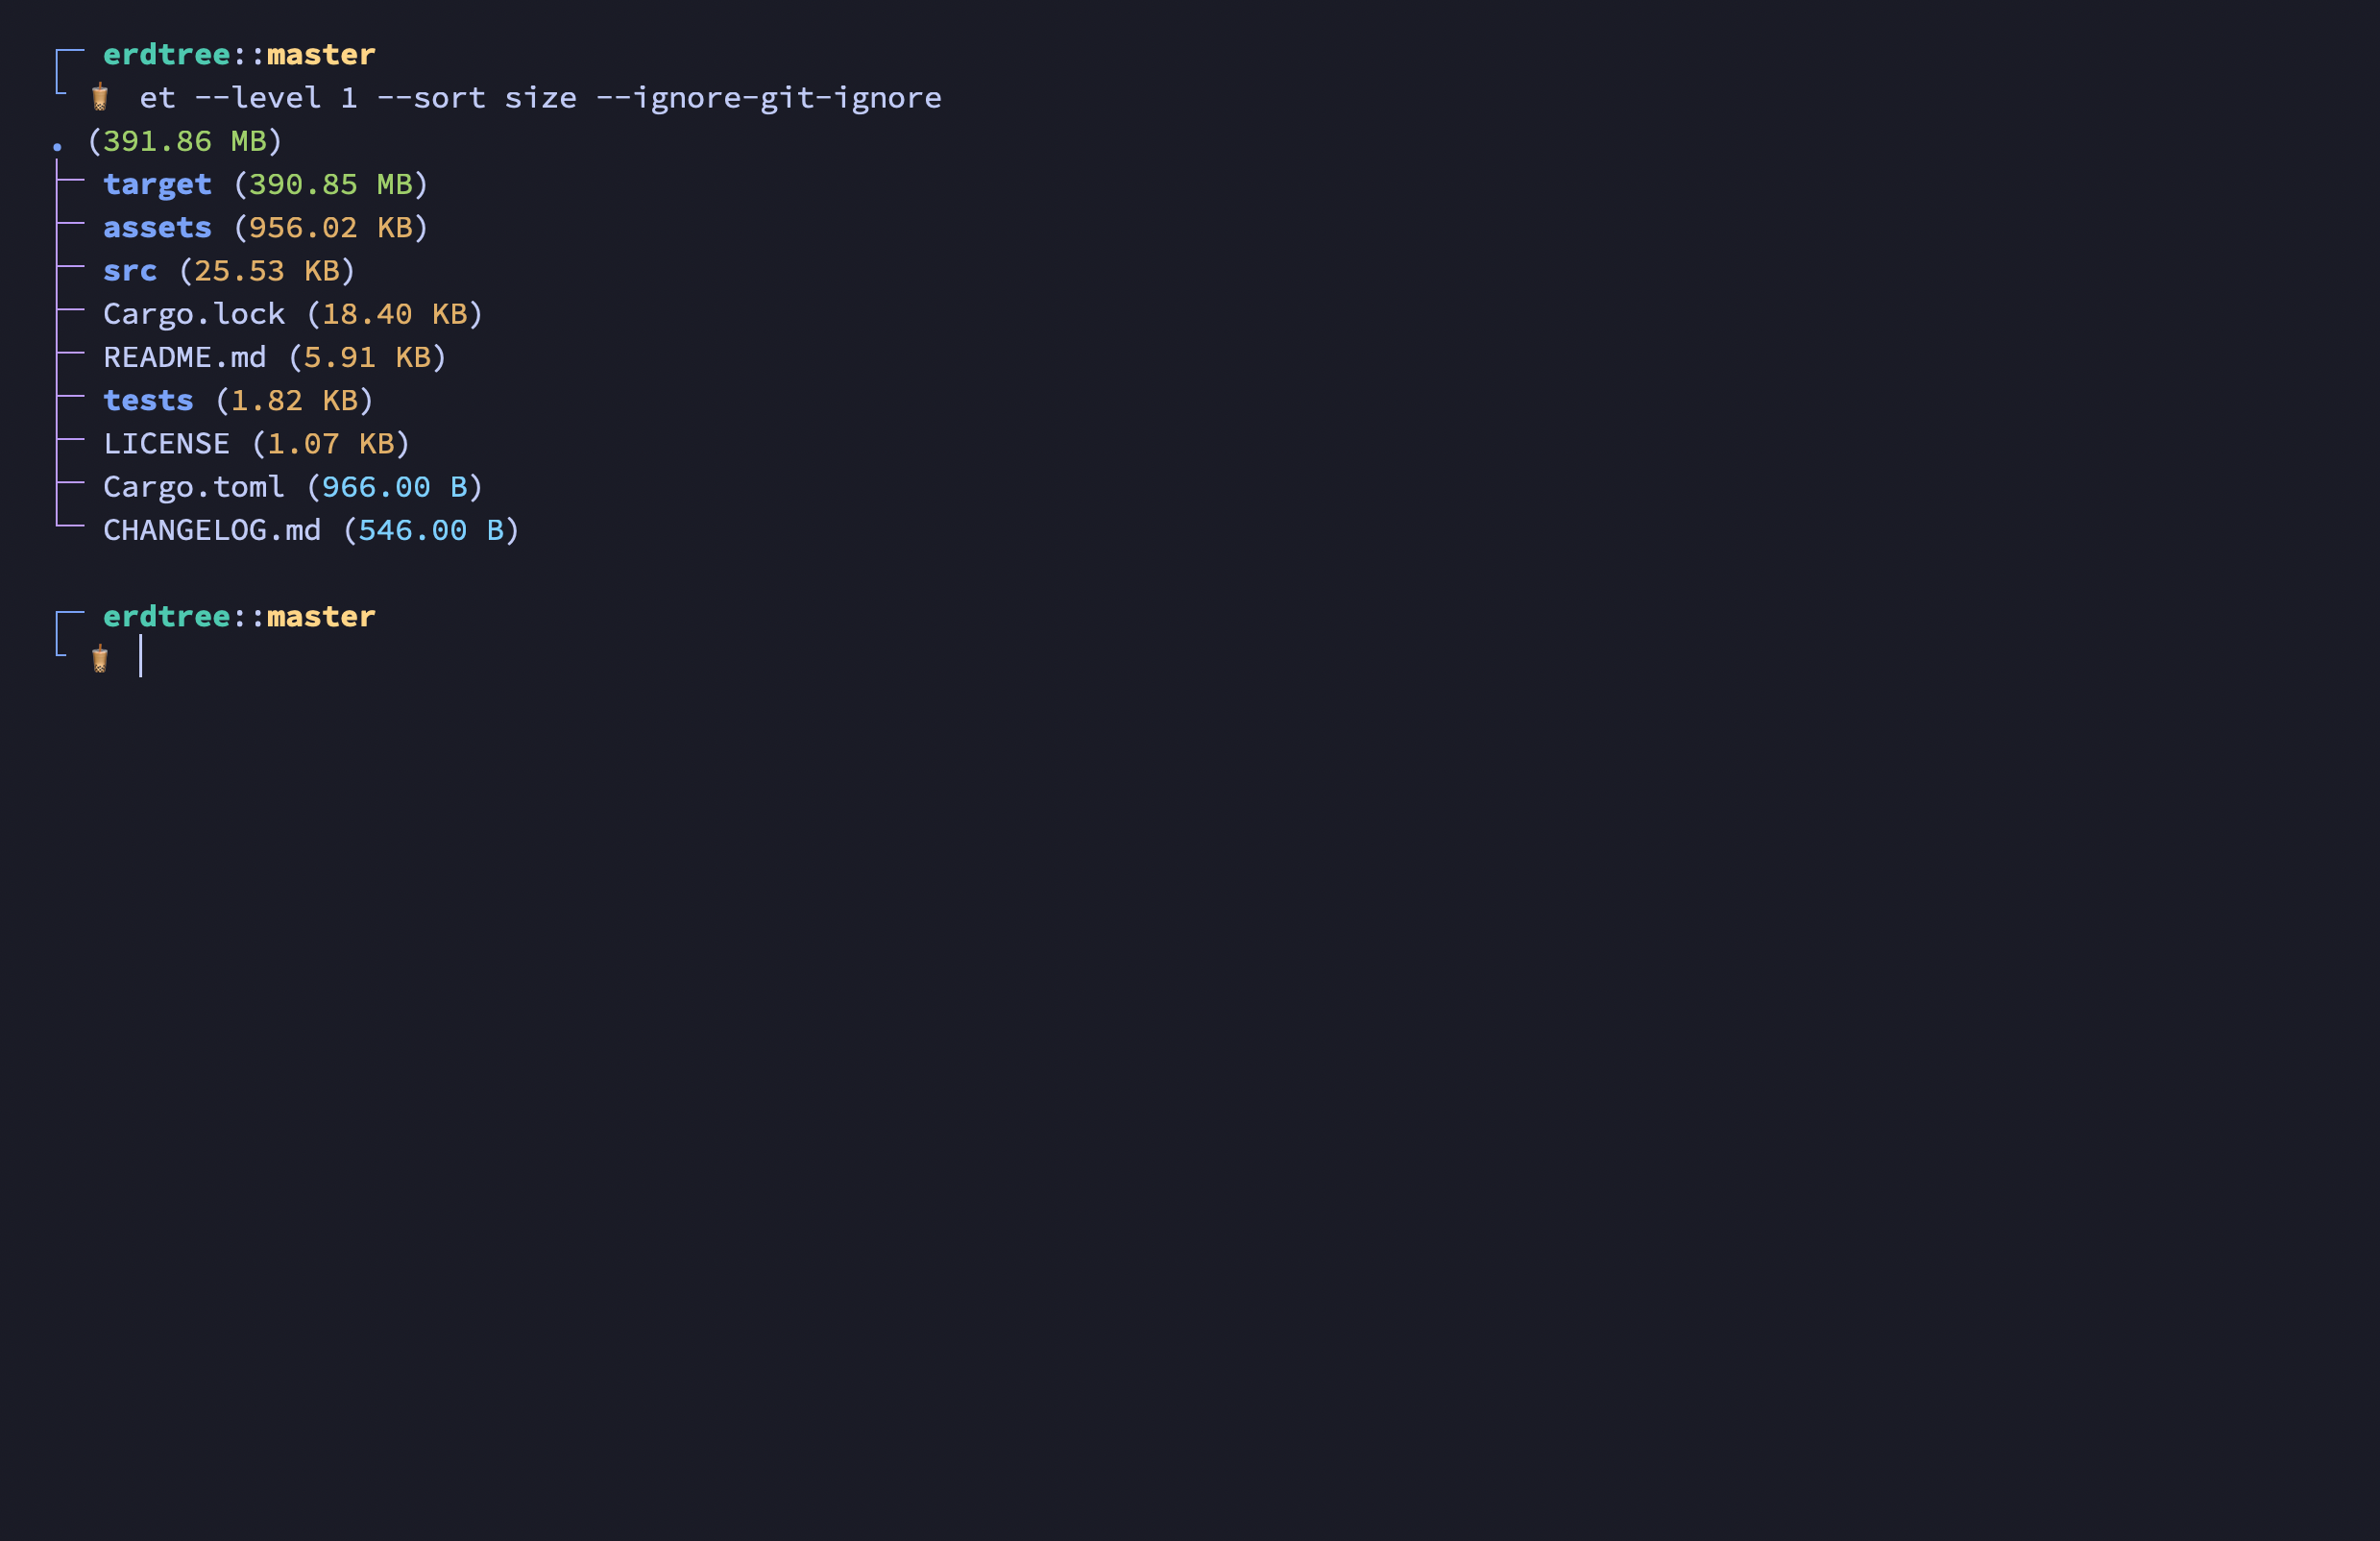 erdtree::master
🧋 et --level 1 --sort size --ignore-git-ignore
. (391.86 MB)
├─ target (390.85 MB)
├─ assets (956.02 KB)
├─ src (25.53 KB)
├─ Cargo.lock (18.40 KB)
├─ README.md (5.91 KB)
├─ tests (1.82 KB)
├─ LICENSE (1.07 KB)
├─ Cargo.toml (966.00 B)
└─ CHANGELOG.md (546.00 B)
erdtree::master
🧋